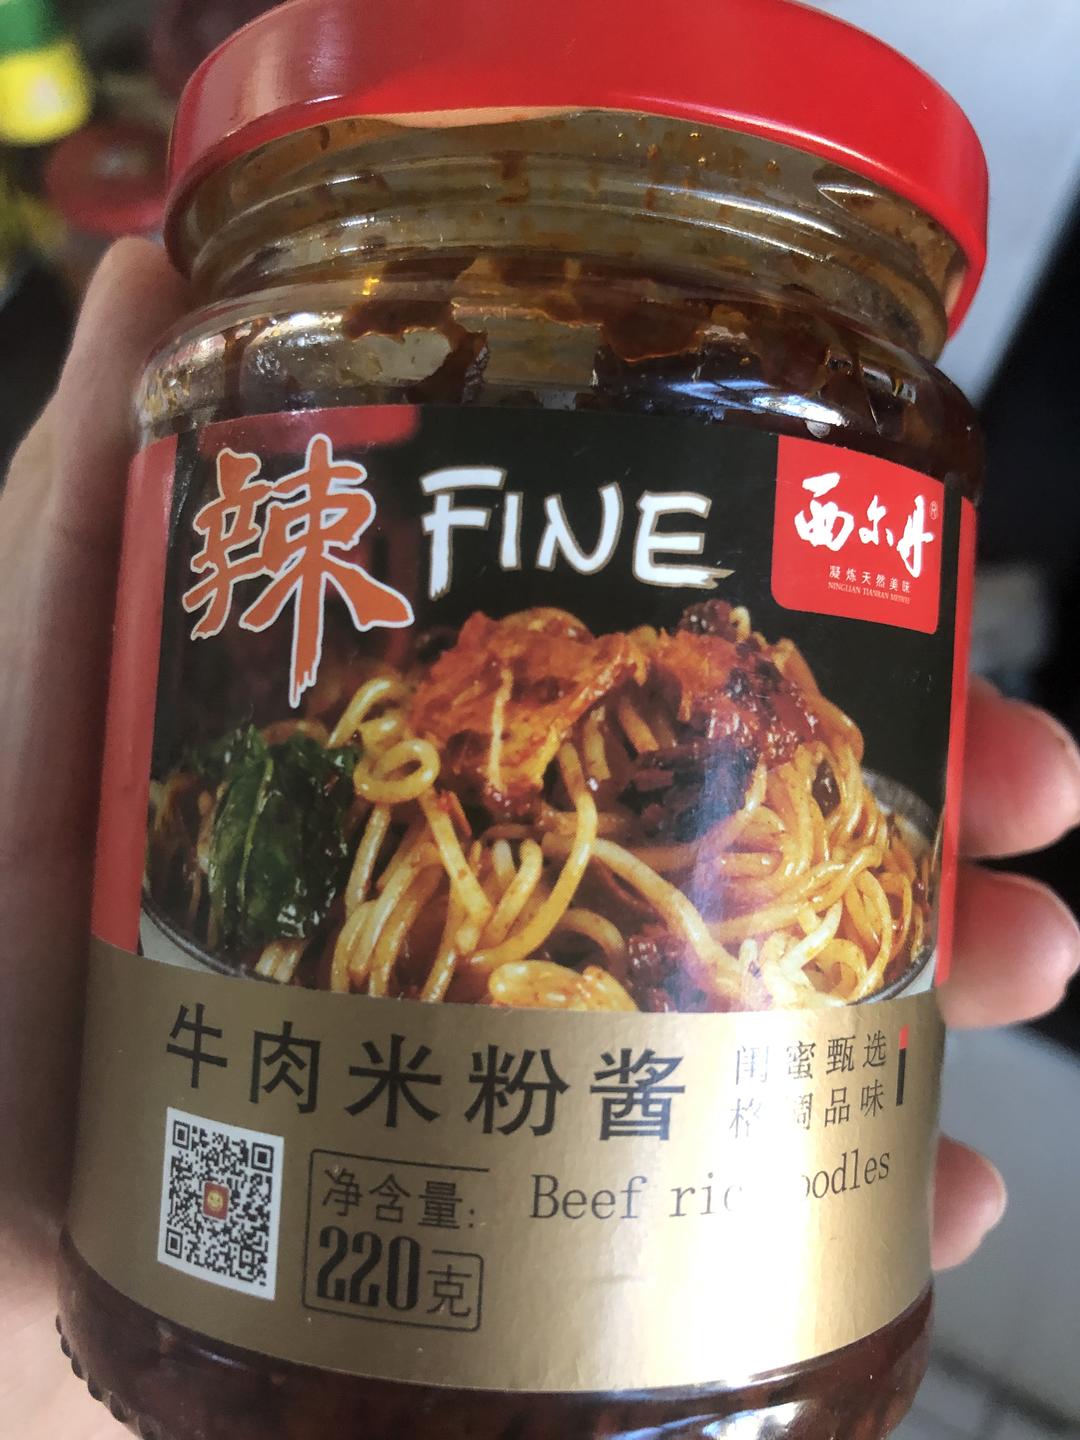 辣 FINE
西尔丹®
凝炼天然美味
NINGLIAN TIANRAN MEIWEI
牛肉米粉酱
闺蜜甄选
格调品味
净含量:
220克
Beef ric oodles